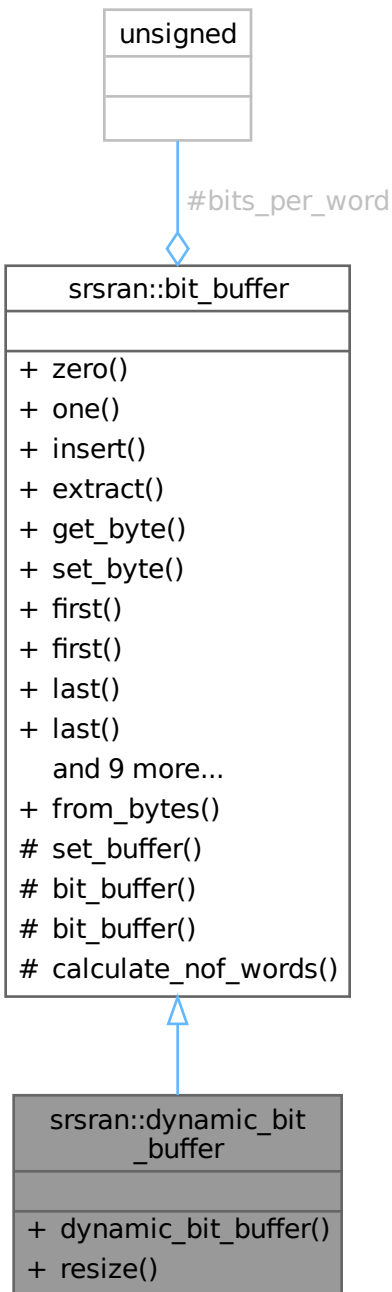 unsigned
#bits_per_word
srsran::bit_buffer
+ zero()
+ one()
+ insert()
+ extract()
+ get_byte()
+ set_byte()
+ first()
+ first()
+ last()
+ last()
and 9 more...
+ from_bytes()
# set_buffer()
# bit_buffer()
# bit_buffer()
# calculate_nof_words()
srsran::dynamic_bit
_buffer
+ dynamic_bit_buffer()
+ resize()